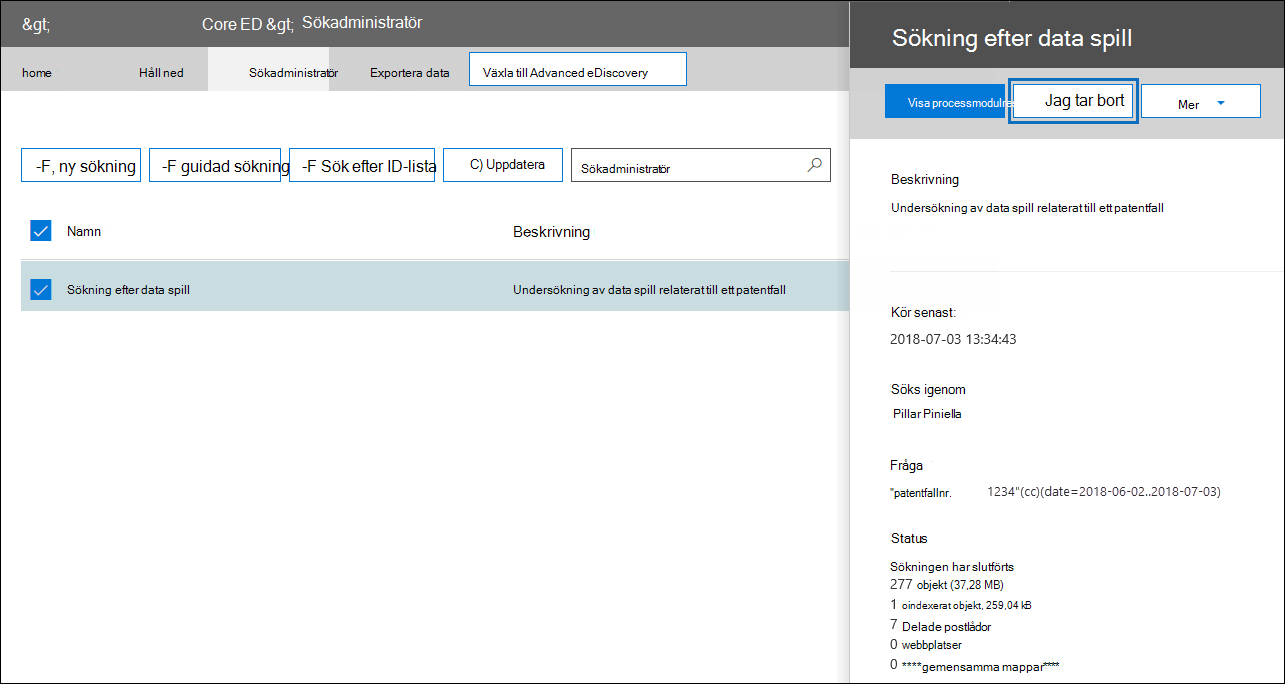 &gt; Core ED &gt; Sökadministratör
home Håll ned Sökadministratör Exportera data Växla till Advanced eDiscovery
-F, ny sökning -F guidad sökning -F Sök efter ID-lista C) Uppdatera Sökadministratör
Namn Beskrivning
Sökning efter data spill Undersökning av data spill relaterat till ett patentfall
Sökning efter data spill
Visa processmodulres Jag tar bort Mer
Beskrivning
Undersökning av data spill relaterat till ett patentfall
Kör senast:
2018-07-03 13:34:43
Söks igenom
Pillar Piniella
Fråga
"patentfallnr. 1234"(cc)(date=2018-06-02..2018-07-03)
Status
Sökningen har slutförts
277 objekt (37,28 MB)
1 oindexerat objekt, 259,04 kB
7 Delade postlådor
0 webbplatser
0 ****gemensamma mappar****